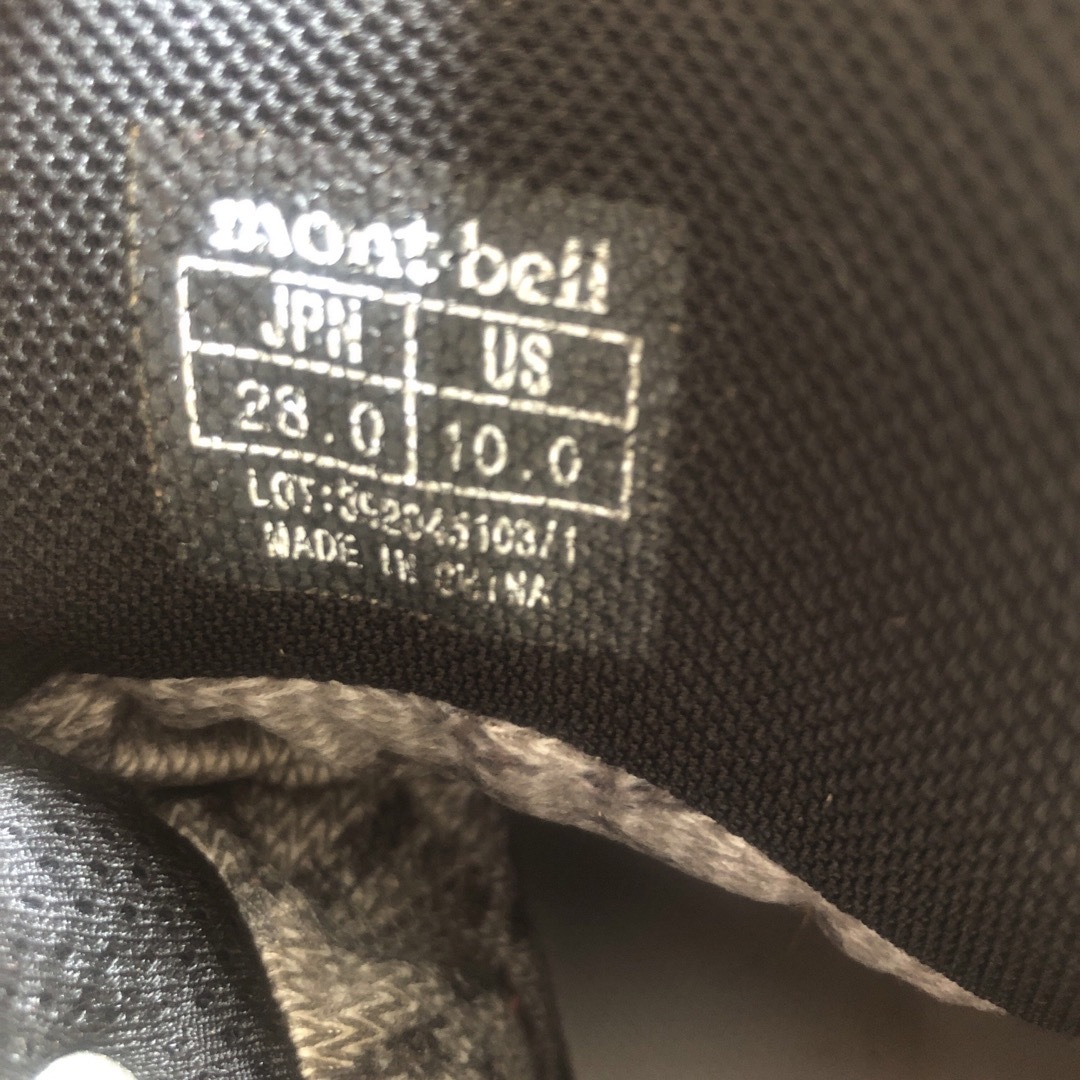 mont-bell
JPN US
28.0 10.0
MADE IN CHINA